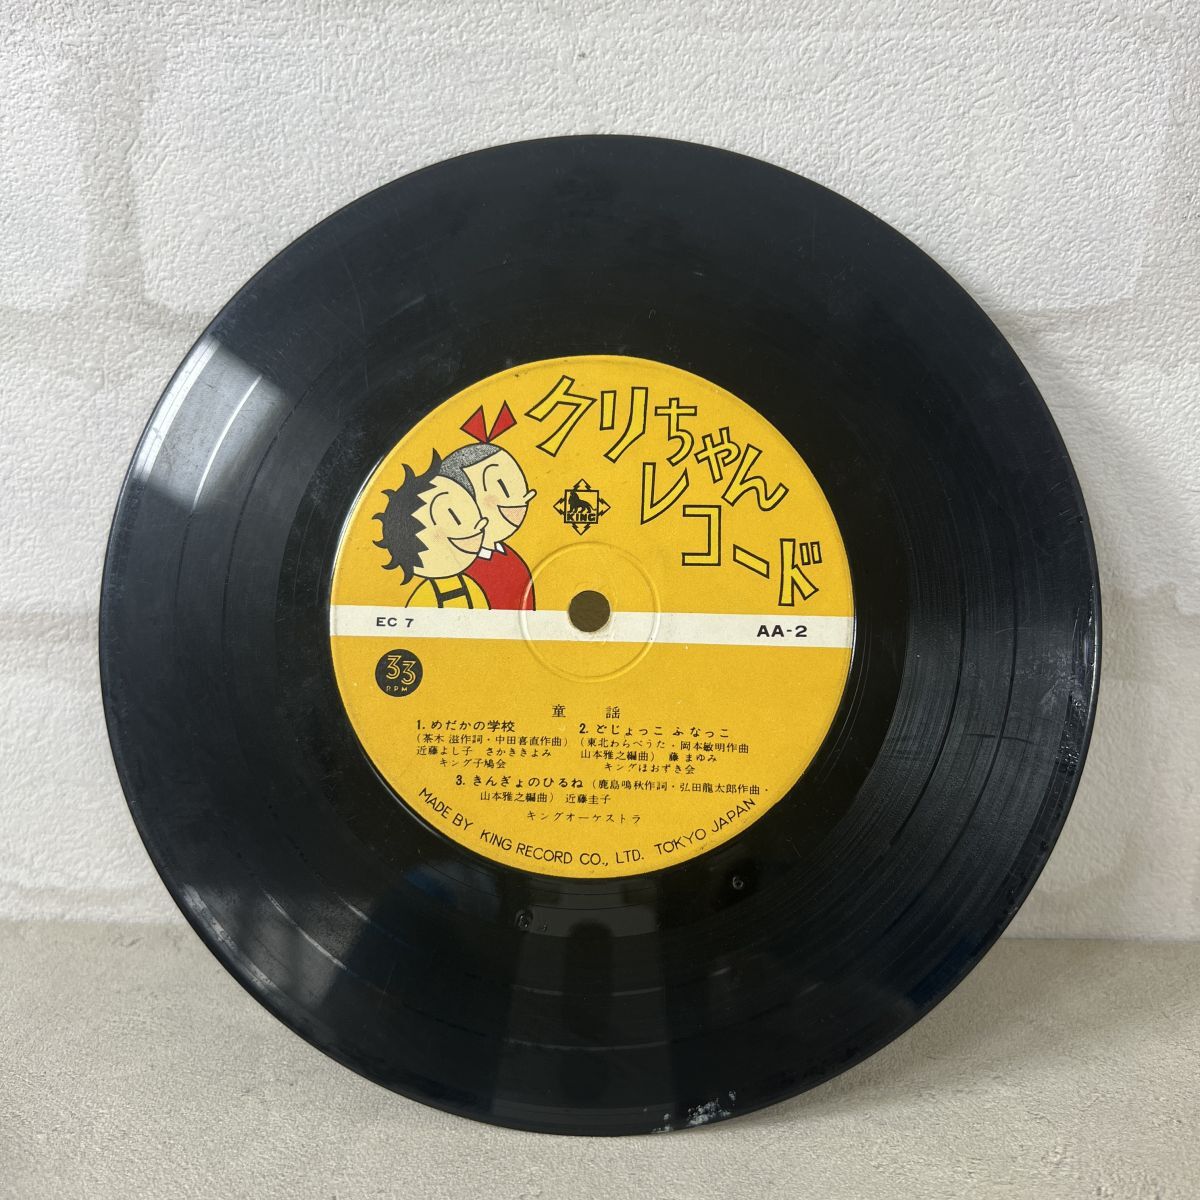 クリちゃん
レコード
KING
EC 7
AA-2
33
RPM
童謡
1. めだかの学校
(茶木 滋作詞・中田喜直作曲)
近藤よし子 さかききよみ
キング子鳩会
2. どじょっこ ふなっこ
(東北わらべうた・岡本敏明作曲
山本雅之編曲) 藤 まゆみ
キングほおずき会
3. きんぎょのひるね (鹿島鳴秋作詞・弘田龍太郎作曲・
山本雅之編曲) 近藤圭子
キングオーケストラ
MADE BY KING RECORD CO., LTD. TOKYO JAPAN
6